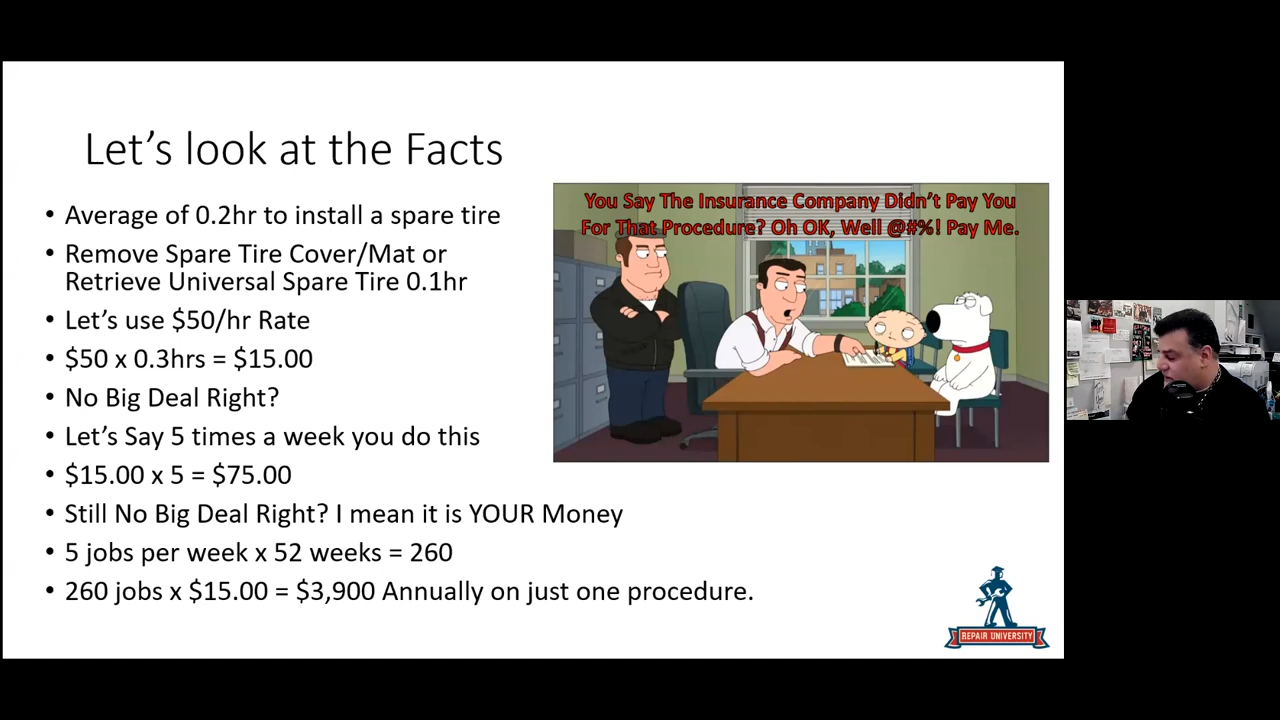 Let's look at the Facts
• Average of 0.2hr to install a spare tire
• Remove Spare Tire Cover/Mat or
Retrieve Universal Spare Tire 0.1hr
• Let's use $50/hr Rate
• $50 x 0.3hrs = $15.00
• No Big Deal Right?
• Let's Say 5 times a week you do this
• $15.00 x 5 = $75.00
• Still No Big Deal Right? I mean it is YOUR Money
• 5 jobs per week x 52 weeks = 260
• 260 jobs x $15.00 = $3,900 Annually on just one procedure.
You Say The Insurance Company Didn't Pay You
For That Procedure? Oh OK, Well @#%! Pay Me.
REPAIR UNIVERSITY